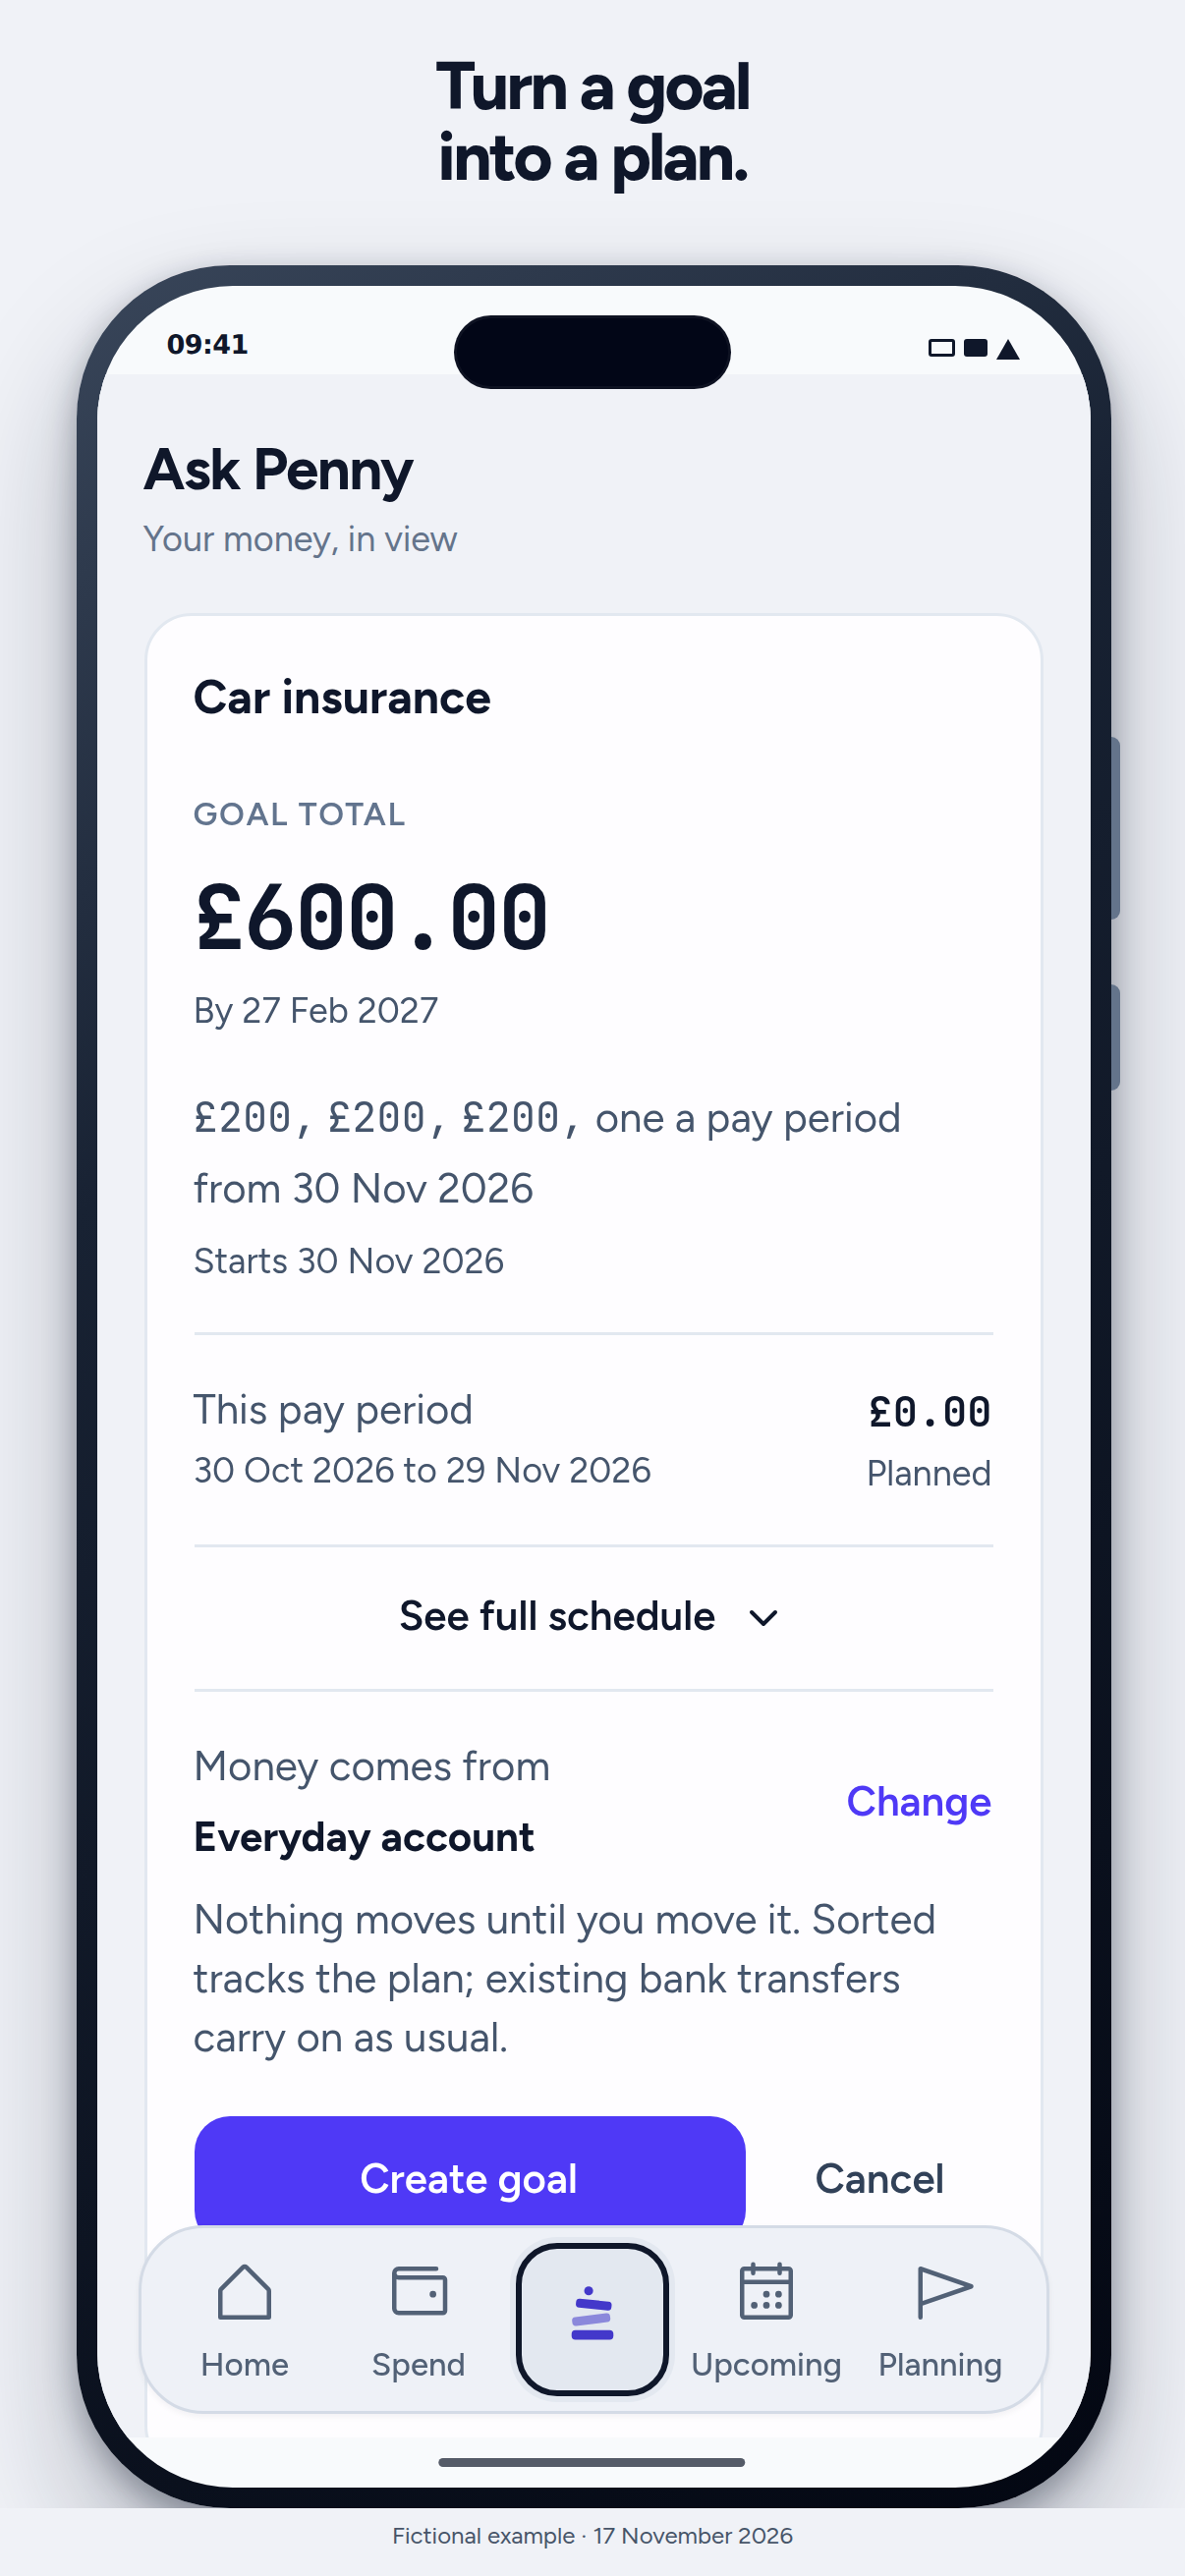 Turn a goal
into a plan.
09:41
Ask Penny
Your money, in view
Car insurance
GOAL TOTAL
£600.00
By 27 Feb 2027
£200, £200, £200, one a pay period
from 30 Nov 2026
Starts 30 Nov 2026
This pay period £0.00
30 Oct 2026 to 29 Nov 2026 Planned
See full schedule
Money comes from
Change
Everyday account
Nothing moves until you move it. Sorted
tracks the plan; existing bank transfers
carry on as usual.
Create goal Cancel
Home Spend Upcoming Planning
Fictional example · 17 November 2026